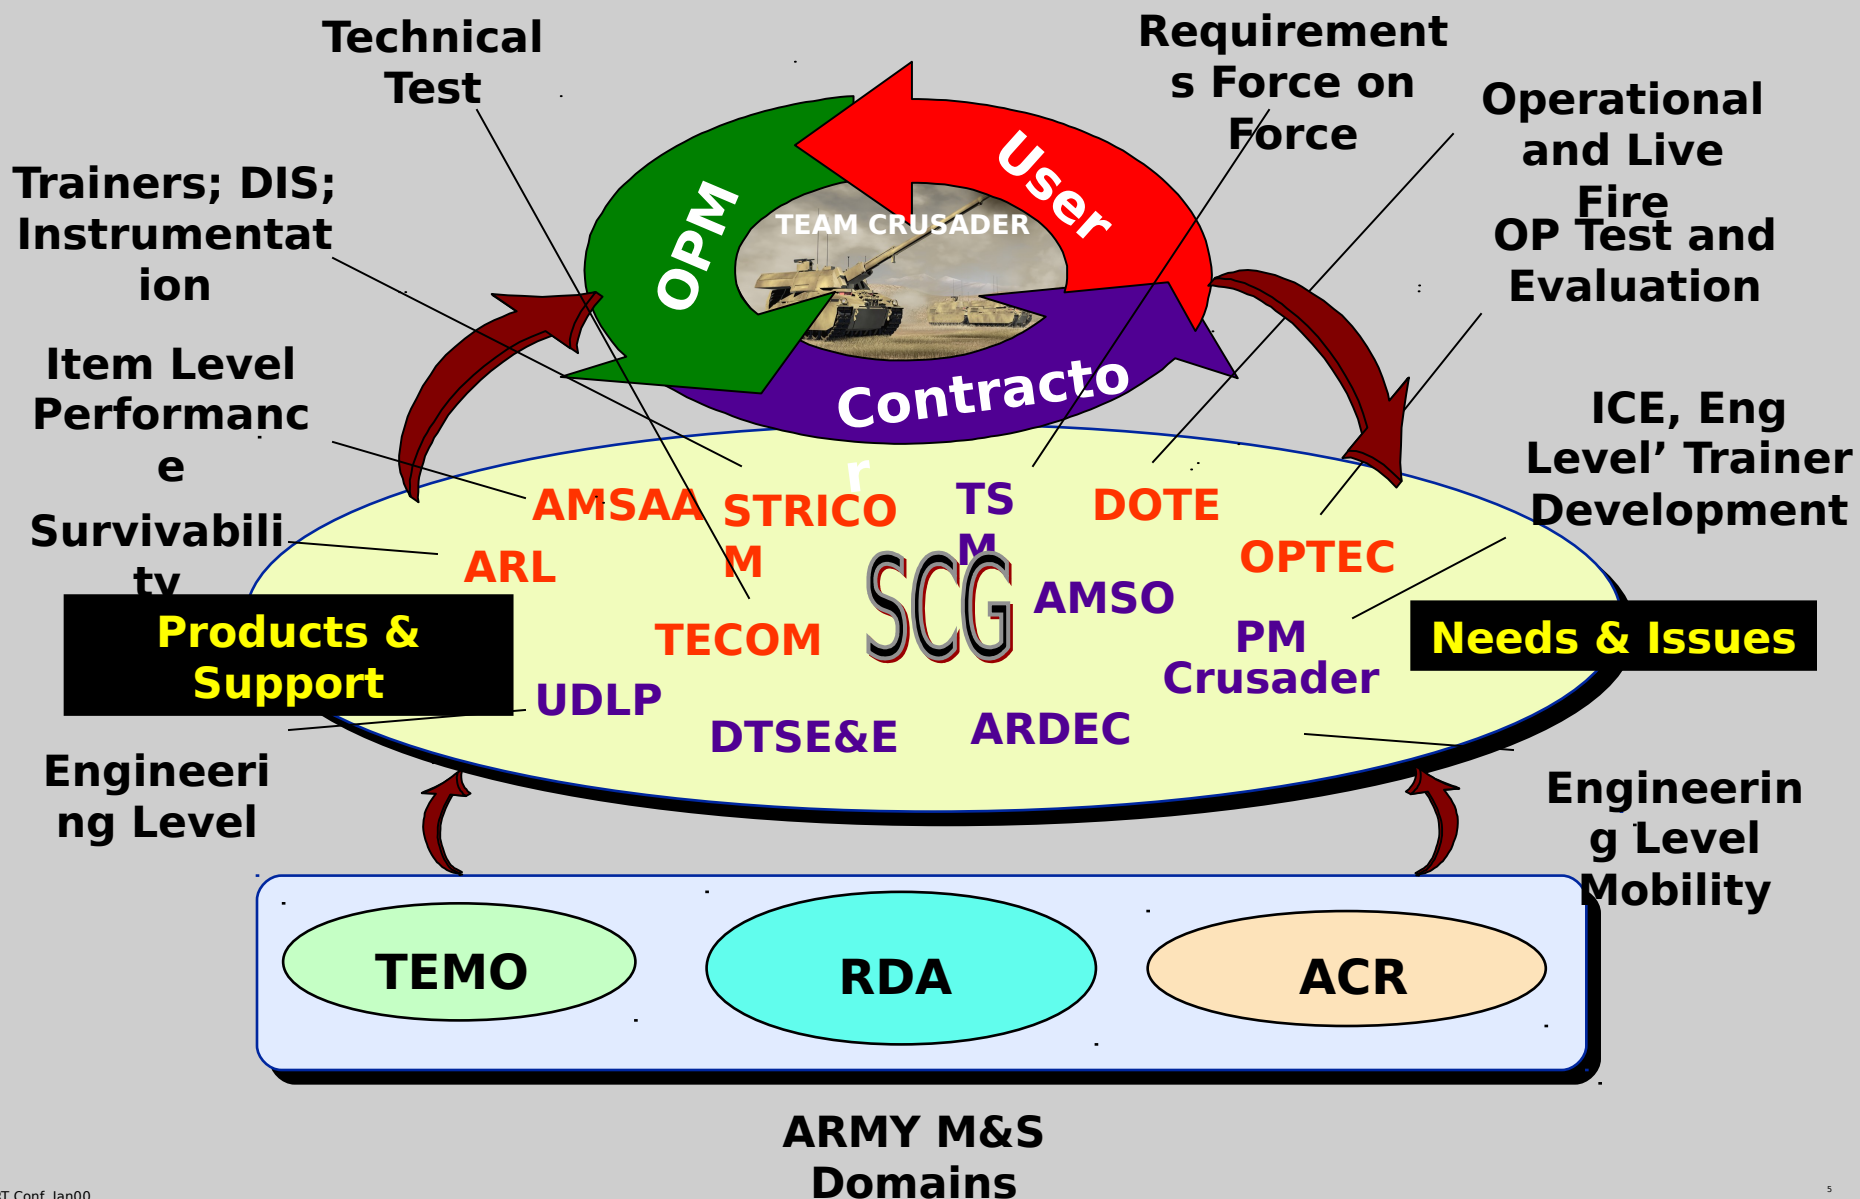 Technical
Test
Requirement
s Force on
Force
Operational
and Live
Fire
Trainers; DIS;
Instrumentat
ion
OP Test and
Evaluation
OPM
User
TEAM CRUSADER
Contracto
r
Item Level
Performanc
e
ICE, Eng
Level’ Trainer
Development
Survivabili
ty
AMSAA
STRICO
M
TS
M
DOTE
ARL
OPTEC
SCG
AMSO
TECOM
PM
Crusader
Products &
Support
Needs & Issues
UDLP
DTSE&E
ARDEC
Engineeri
ng Level
Engineerin
g Level
Mobility
TEMO
RDA
ACR
ARMY M&S
Domains
T Conf, Jan00
5